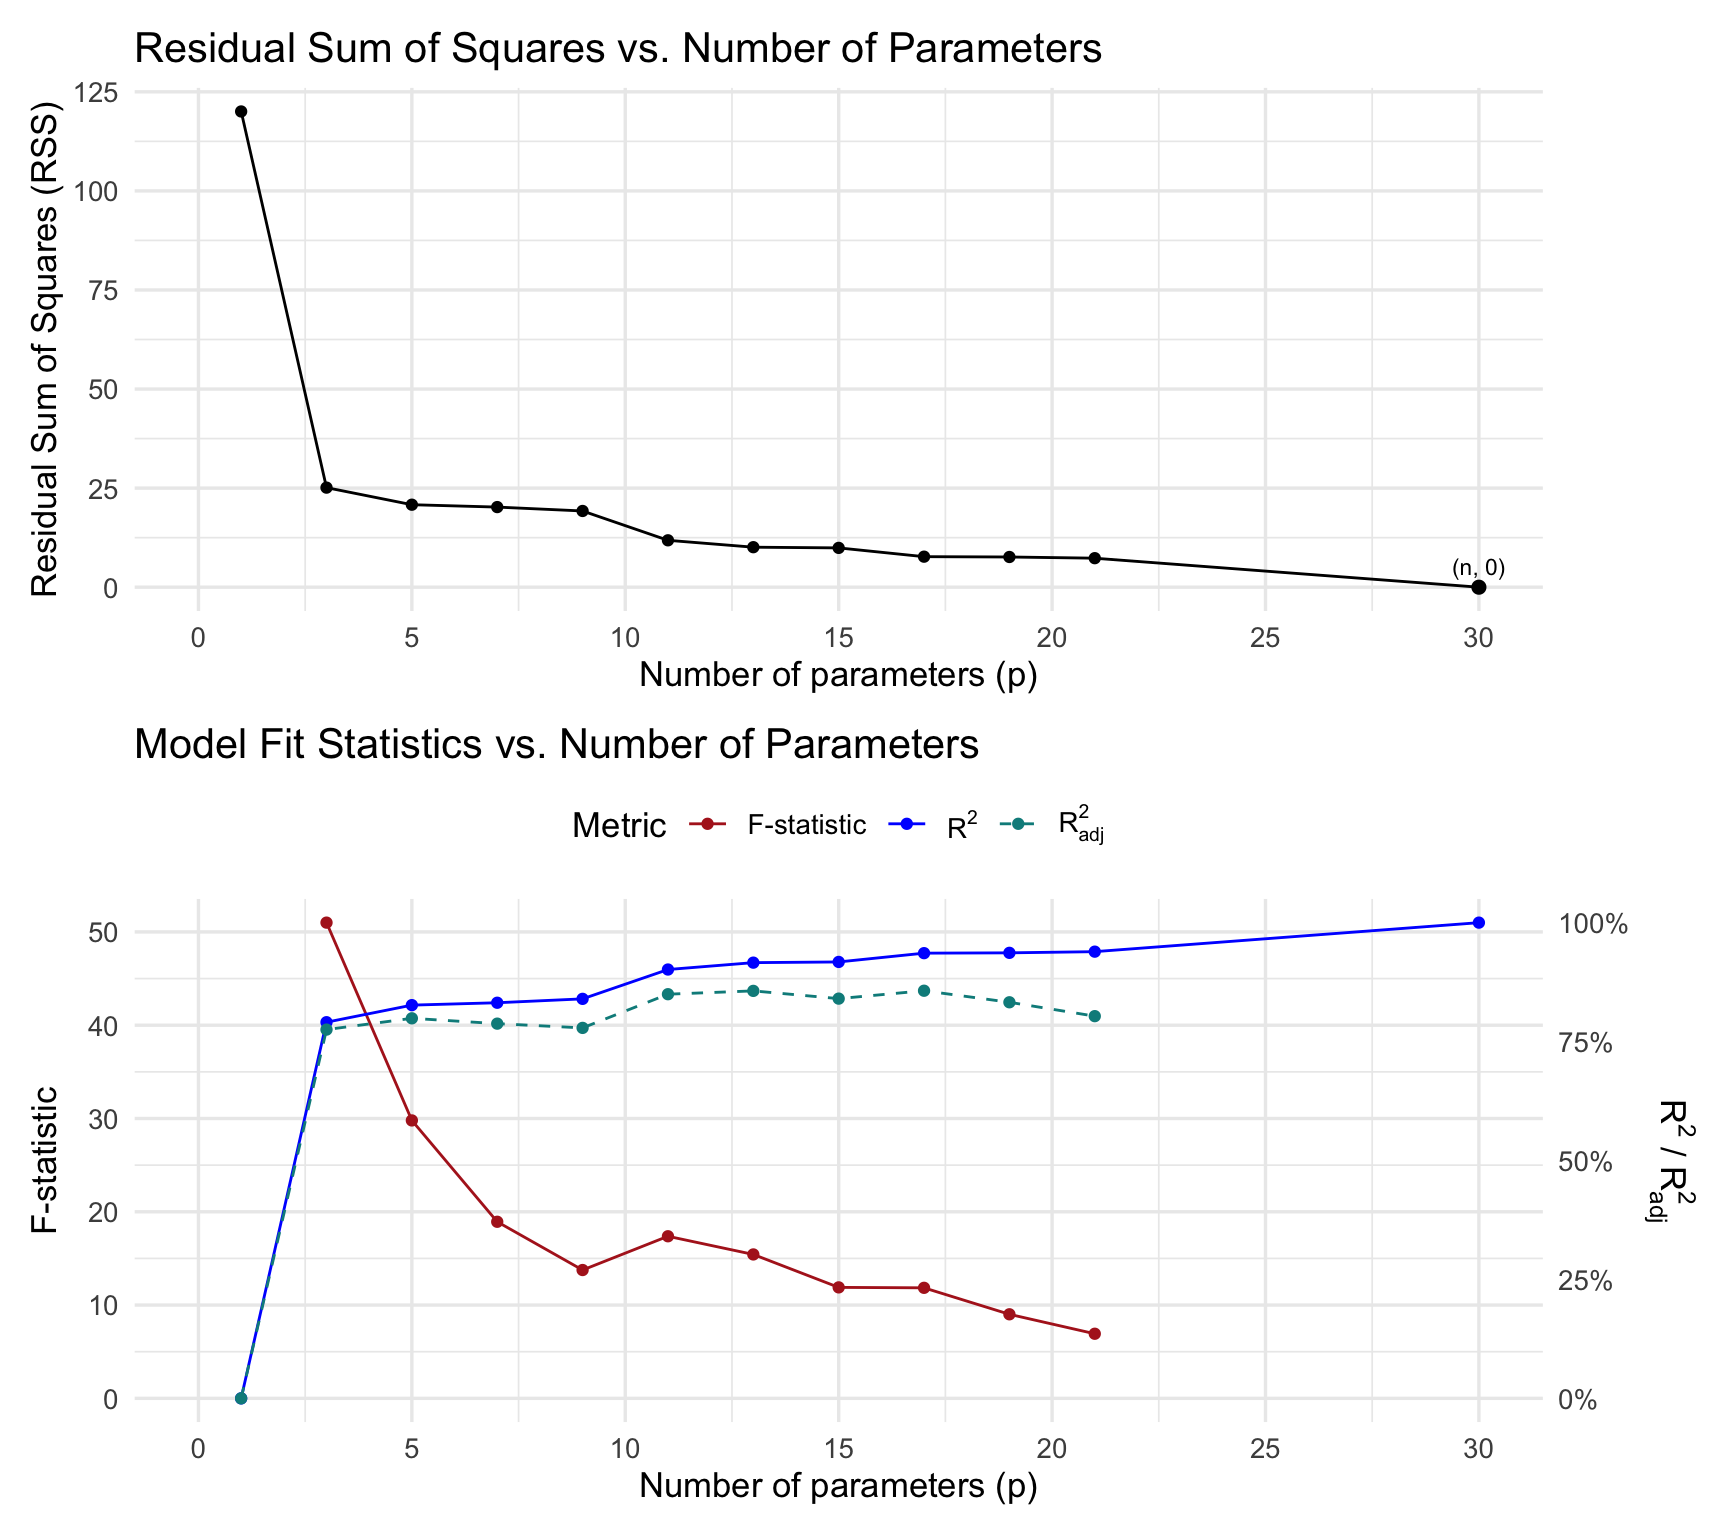 Residual Sum of Squares vs. Number of Parameters
Residual Sum of Squares (RSS)
125
100
75
50
25
0
(n, 0)
0 5 10 15 20 25 30
Number of parameters (p)
Model Fit Statistics vs. Number of Parameters
Metric F-statistic R² R²adj
F-statistic
50
40
30
20
10
0
100%
75%
50%
25%
0%
R² / R²adj
0 5 10 15 20 25 30
Number of parameters (p)